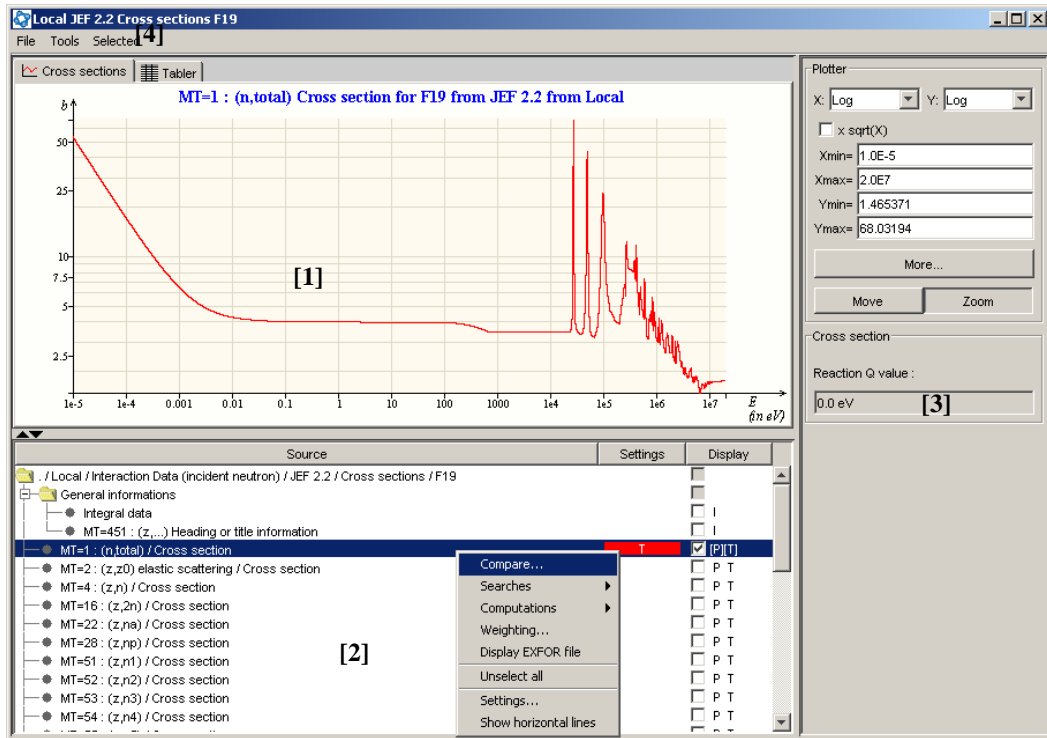 Local JEF 2.2 Cross sections F19
File Tools Selected [4]
Cross sections Tabler
MT=1 : (n,total) Cross section for F19 from JEF 2.2 from Local
b
50
25
10
7.5
5
2.5
[1]
1e-5 1e-4 0.001 0.01 0.1 1 10 100 1000 1e4 1e5 1e6 1e7 E
(in eV)
Plotter
X: Log Y: Log
x sqrt(X)
Xmin= 1.0E-5
Xmax= 2.0E7
Ymin= 1.465371
Ymax= 68.03194
More...
Move Zoom
Cross section
Reaction Q value :
0.0 eV [3]
Source Settings Display
. / Local / Interaction Data (incident neutron) / JEF 2.2 / Cross sections / F19
General informations
Integral data I
MT=451 : (z,...) Heading or title information I
MT=1 : (n,total) / Cross section T [P][T]
MT=2 : (z,z0) elastic scattering / Cross section P T
MT=4 : (z,n) / Cross section P T
MT=16 : (z,2n) / Cross section P T
MT=22 : (z,na) / Cross section P T
MT=28 : (z,np) / Cross section P T
MT=51 : (z,n1) / Cross section P T
MT=52 : (z,n2) / Cross section P T
MT=53 : (z,n3) / Cross section P T
MT=54 : (z,n4) / Cross section P T
[2]
Compare...
Searches
Computations
Weighting...
Display EXFOR file
Unselect all
Settings...
Show horizontal lines